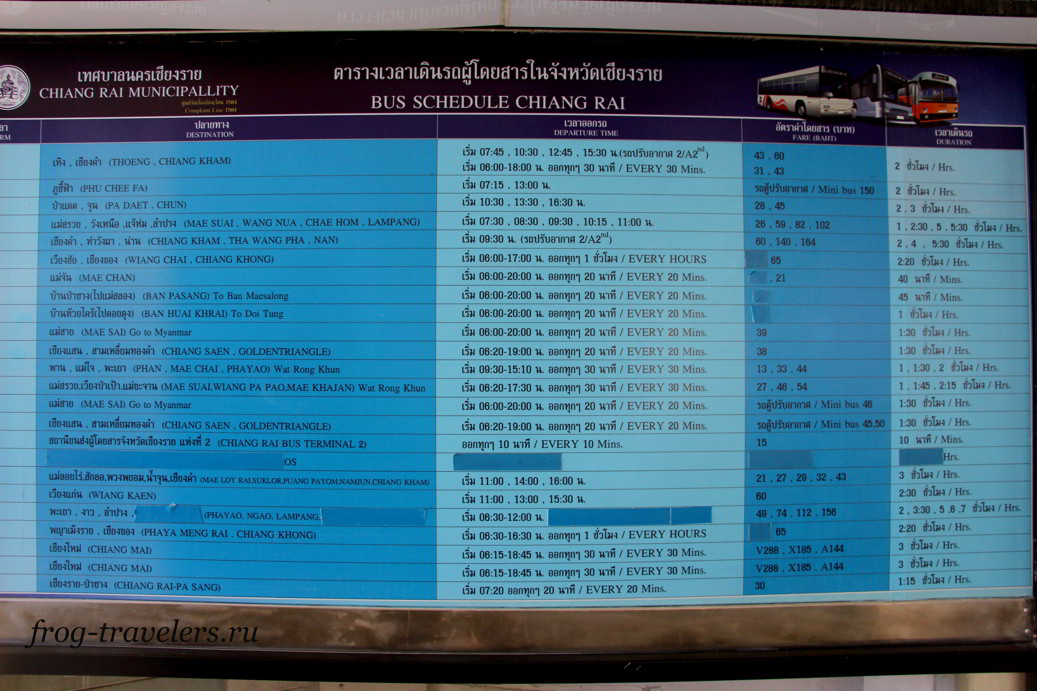 เทศบาลนครเชียงราย
CHIANG RAI MUNICIPALLITY
Complaint Line 1984
ตารางเวลาเดินรถผู้โดยสารในจังหวัดเชียงราย
BUS SCHEDULE CHIANG RAI
ปลายทาง เวลาออกรถ อัตราค่าโดยสาร (บาท) เวลาเดินรถ
DESTINATION DEPARTURE TIME FARE (BAHT) DURATION
เทิง , เชียงคำ (THOENG , CHIANG KHAM) เริ่ม 07:45 , 10:30 , 12:45 , 15:30 น.(รถปรับอากาศ 2/A2nd) 43 , 60 2 ชั่วโมง / Hrs.
เริ่ม 06:00-18:00 น. ออกทุกๆ 30 นาที / EVERY 30 Mins. 31 , 43
ภูชี้ฟ้า (PHU CHEE FA) เริ่ม 07:15 , 13:00 น. รถตู้ปรับอากาศ / Mini bus 150 2 ชั่วโมง / Hrs.
ป่าแดด , จุน (PA DAET , CHUN) เริ่ม 10:30 , 13:30 , 16:30 น. 28 , 45 2 , 3 ชั่วโมง / Hrs.
แม่สรวย , วังเหนือ , แจ้ห่ม , ลำปาง (MAE SUAI , WANG NUA , CHAE HOM , LAMPANG) เริ่ม 07:30 , 08:30 , 09:30 , 10:15 , 11:00 น. 26 , 59 , 82 , 102 1 , 2:30 , 5 , 5:30 ชั่วโมง / Hrs.
เชียงคำ , ท่าวังผา , น่าน (CHIANG KHAM , THA WANG PHA , NAN) เริ่ม 09:30 น. (รถปรับอากาศ 2/A2nd) 60 , 140 , 164 2 , 4 , 5:30 ชั่วโมง / Hrs.
เวียงชัย , เชียงของ (WIANG CHAI , CHIANG KHONG) เริ่ม 06:00-17:00 น. ออกทุกๆ 1 ชั่วโมง / EVERY HOURS 65 2:20 ชั่วโมง / Hrs.
แม่จัน (MAE CHAN) เริ่ม 06:00-20:00 น. ออกทุกๆ 20 นาที / EVERY 20 Mins. , 21 40 นาที / Mins.
บ้านป่าซาง(ไปแม่สลอง) (BAN PASANG) To Ban Maesalong เริ่ม 06:00-20:00 น. ออกทุกๆ 20 นาที / EVERY 20 Mins. 45 นาที / Mins.
บ้านห้วยไคร้(ไปดอยตุง) (BAN HUAI KHRAI) To Doi Tung เริ่ม 06:00-20:00 น. ออกทุกๆ 20 นาที / EVERY 20 Mins. 1 ชั่วโมง / Hrs.
แม่สาย (MAE SAI) Go to Myanmar เริ่ม 06:00-20:00 น. ออกทุกๆ 20 นาที / EVERY 20 Mins. 39 1:30 ชั่วโมง / Hrs.
เชียงแสน , สามเหลี่ยมทองคำ (CHIANG SAEN , GOLDENTRIANGLE) เริ่ม 06:20-19:00 น. ออกทุกๆ 20 นาที / EVERY 20 Mins. 38 1:30 ชั่วโมง / Hrs.
พาน , แม่ใจ , พะเยา (PHAN , MAE CHAI , PHAYAO) Wat Rong Khun เริ่ม 09:30-15:10 น. ออกทุกๆ 30 นาที / EVERY 30 Mins. 13 , 33 , 44 1 , 1:30 , 2 ชั่วโมง / Hrs.
แม่สรวย,เวียงป่าเป้า,แม่ขะจาน (MAE SUAI,WIANG PA PAO,MAE KHAJAN) Wat Rong Khun เริ่ม 06:20-17:30 น. ออกทุกๆ 30 นาที / EVERY 30 Mins. 27 , 46 , 54 1 , 1:45 , 2:15 ชั่วโมง / Hrs.
แม่สาย (MAE SAI) Go to Myanmar เริ่ม 06:00-20:00 น. ออกทุกๆ 20 นาที / EVERY 20 Mins. รถตู้ปรับอากาศ / Mini bus 46 1:30 ชั่วโมง / Hrs.
เชียงแสน , สามเหลี่ยมทองคำ (CHIANG SAEN , GOLDENTRIANGLE) เริ่ม 06:20-19:00 น. ออกทุกๆ 20 นาที / EVERY 20 Mins. รถตู้ปรับอากาศ / Mini bus 45,50 1:30 ชั่วโมง / Hrs.
สถานีขนส่งผู้โดยสารจังหวัดเชียงราย แห่งที่ 2 (CHIANG RAI BUS TERMINAL 2) ออกทุกๆ 10 นาที / EVERY 10 Mins. 15 10 นาที / Mins.
OS Hrs.
แม่ลอยไร่,สักลอ,พวงพยอม,น้ำจุน,เชียงคำ (MAE LOY RAI,SUKLOR,PUANG PAYOM,NAMJUN,CHIANG KHAM) เริ่ม 11:00 , 14:00 , 16:00 น. 21 , 27 , 29 , 32 , 43 3 ชั่วโมง / Hrs.
เวียงแก่น (WIANG KAEN) เริ่ม 11:00 , 13:00 , 15:30 น. 60 2:30 ชั่วโมง / Hrs.
พะเยา , งาว , ลำปาง , (PHAYAO, NGAO, LAMPANG, เริ่ม 06:30-12:00 น. 49 , 74 , 112 , 156 2 , 3:30 , 5 ,6 ,7 ชั่วโมง / Hrs.
พญาเม็งราย , เชียงของ (PHAYA MENG RAI , CHIANG KHONG) เริ่ม 06:30-16:30 น. ออกทุกๆ 1 ชั่วโมง / EVERY HOURS 65 2:20 ชั่วโมง / Hrs.
เชียงใหม่ (CHIANG MAI) เริ่ม 06:15-18:45 น. ออกทุกๆ 30 นาที / EVERY 30 Mins. V288 , X185 , A144 3 ชั่วโมง / Hrs.
เชียงใหม่ (CHIANG MAI) เริ่ม 06:15-18:45 น. ออกทุกๆ 30 นาที / EVERY 30 Mins. V288 , X185 , A144 3 ชั่วโมง / Hrs.
เชียงราย-ป่าซาง (CHIANG RAI-PA SANG) เริ่ม 07:20 ออกทุกๆ 20 นาที / EVERY 20 Mins. 30 1:15 ชั่วโมง / Hrs.
frog-travelers.ru